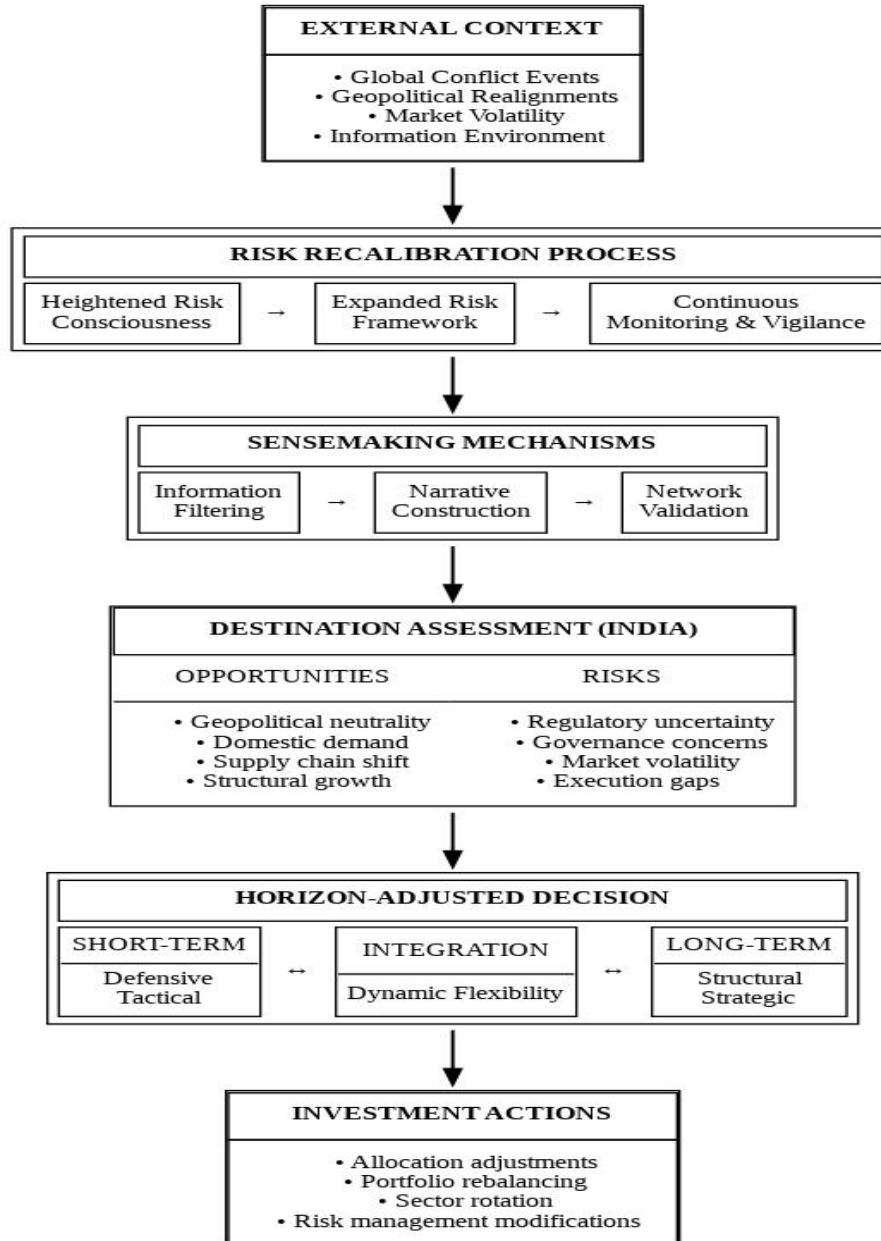 EXTERNAL CONTEXT
• Global Conflict Events
• Geopolitical Realignments
• Market Volatility
• Information Environment
RISK RECALIBRATION PROCESS
Heightened Risk
Consciousness
→
Expanded Risk
Framework
→
Continuous
Monitoring & Vigilance
SENSEMAKING MECHANISMS
Information
Filtering
→
Narrative
Construction
→
Network
Validation
DESTINATION ASSESSMENT (INDIA)
OPPORTUNITIES
• Geopolitical neutrality
• Domestic demand
• Supply chain shift
• Structural growth
RISKS
• Regulatory uncertainty
• Governance concerns
• Market volatility
• Execution gaps
HORIZON-ADJUSTED DECISION
SHORT-TERM
Defensive
Tactical
↔
INTEGRATION
Dynamic Flexibility
↔
LONG-TERM
Structural
Strategic
INVESTMENT ACTIONS
• Allocation adjustments
• Portfolio rebalancing
• Sector rotation
• Risk management modifications